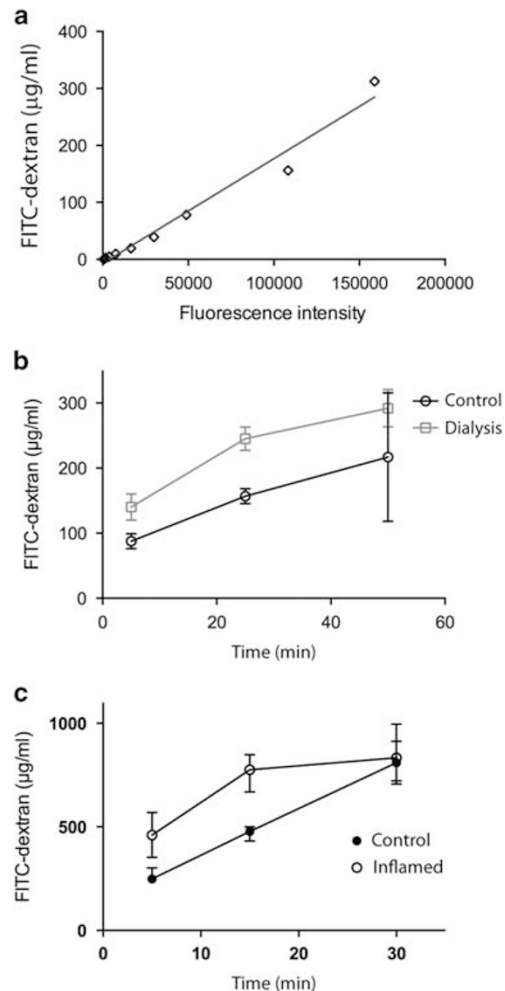 a
FITC-dextran (μg/ml)
400
300
200
100
0
0 50000 100000 150000 200000
Fluorescence intensity
b
FITC-dextran (μg/ml)
300
200
100
0
Control
Dialysis
0 20 40 60
Time (min)
c
FITC-dextran (μg/ml)
1000
500
0
Control
Inflamed
0 10 20 30
Time (min)